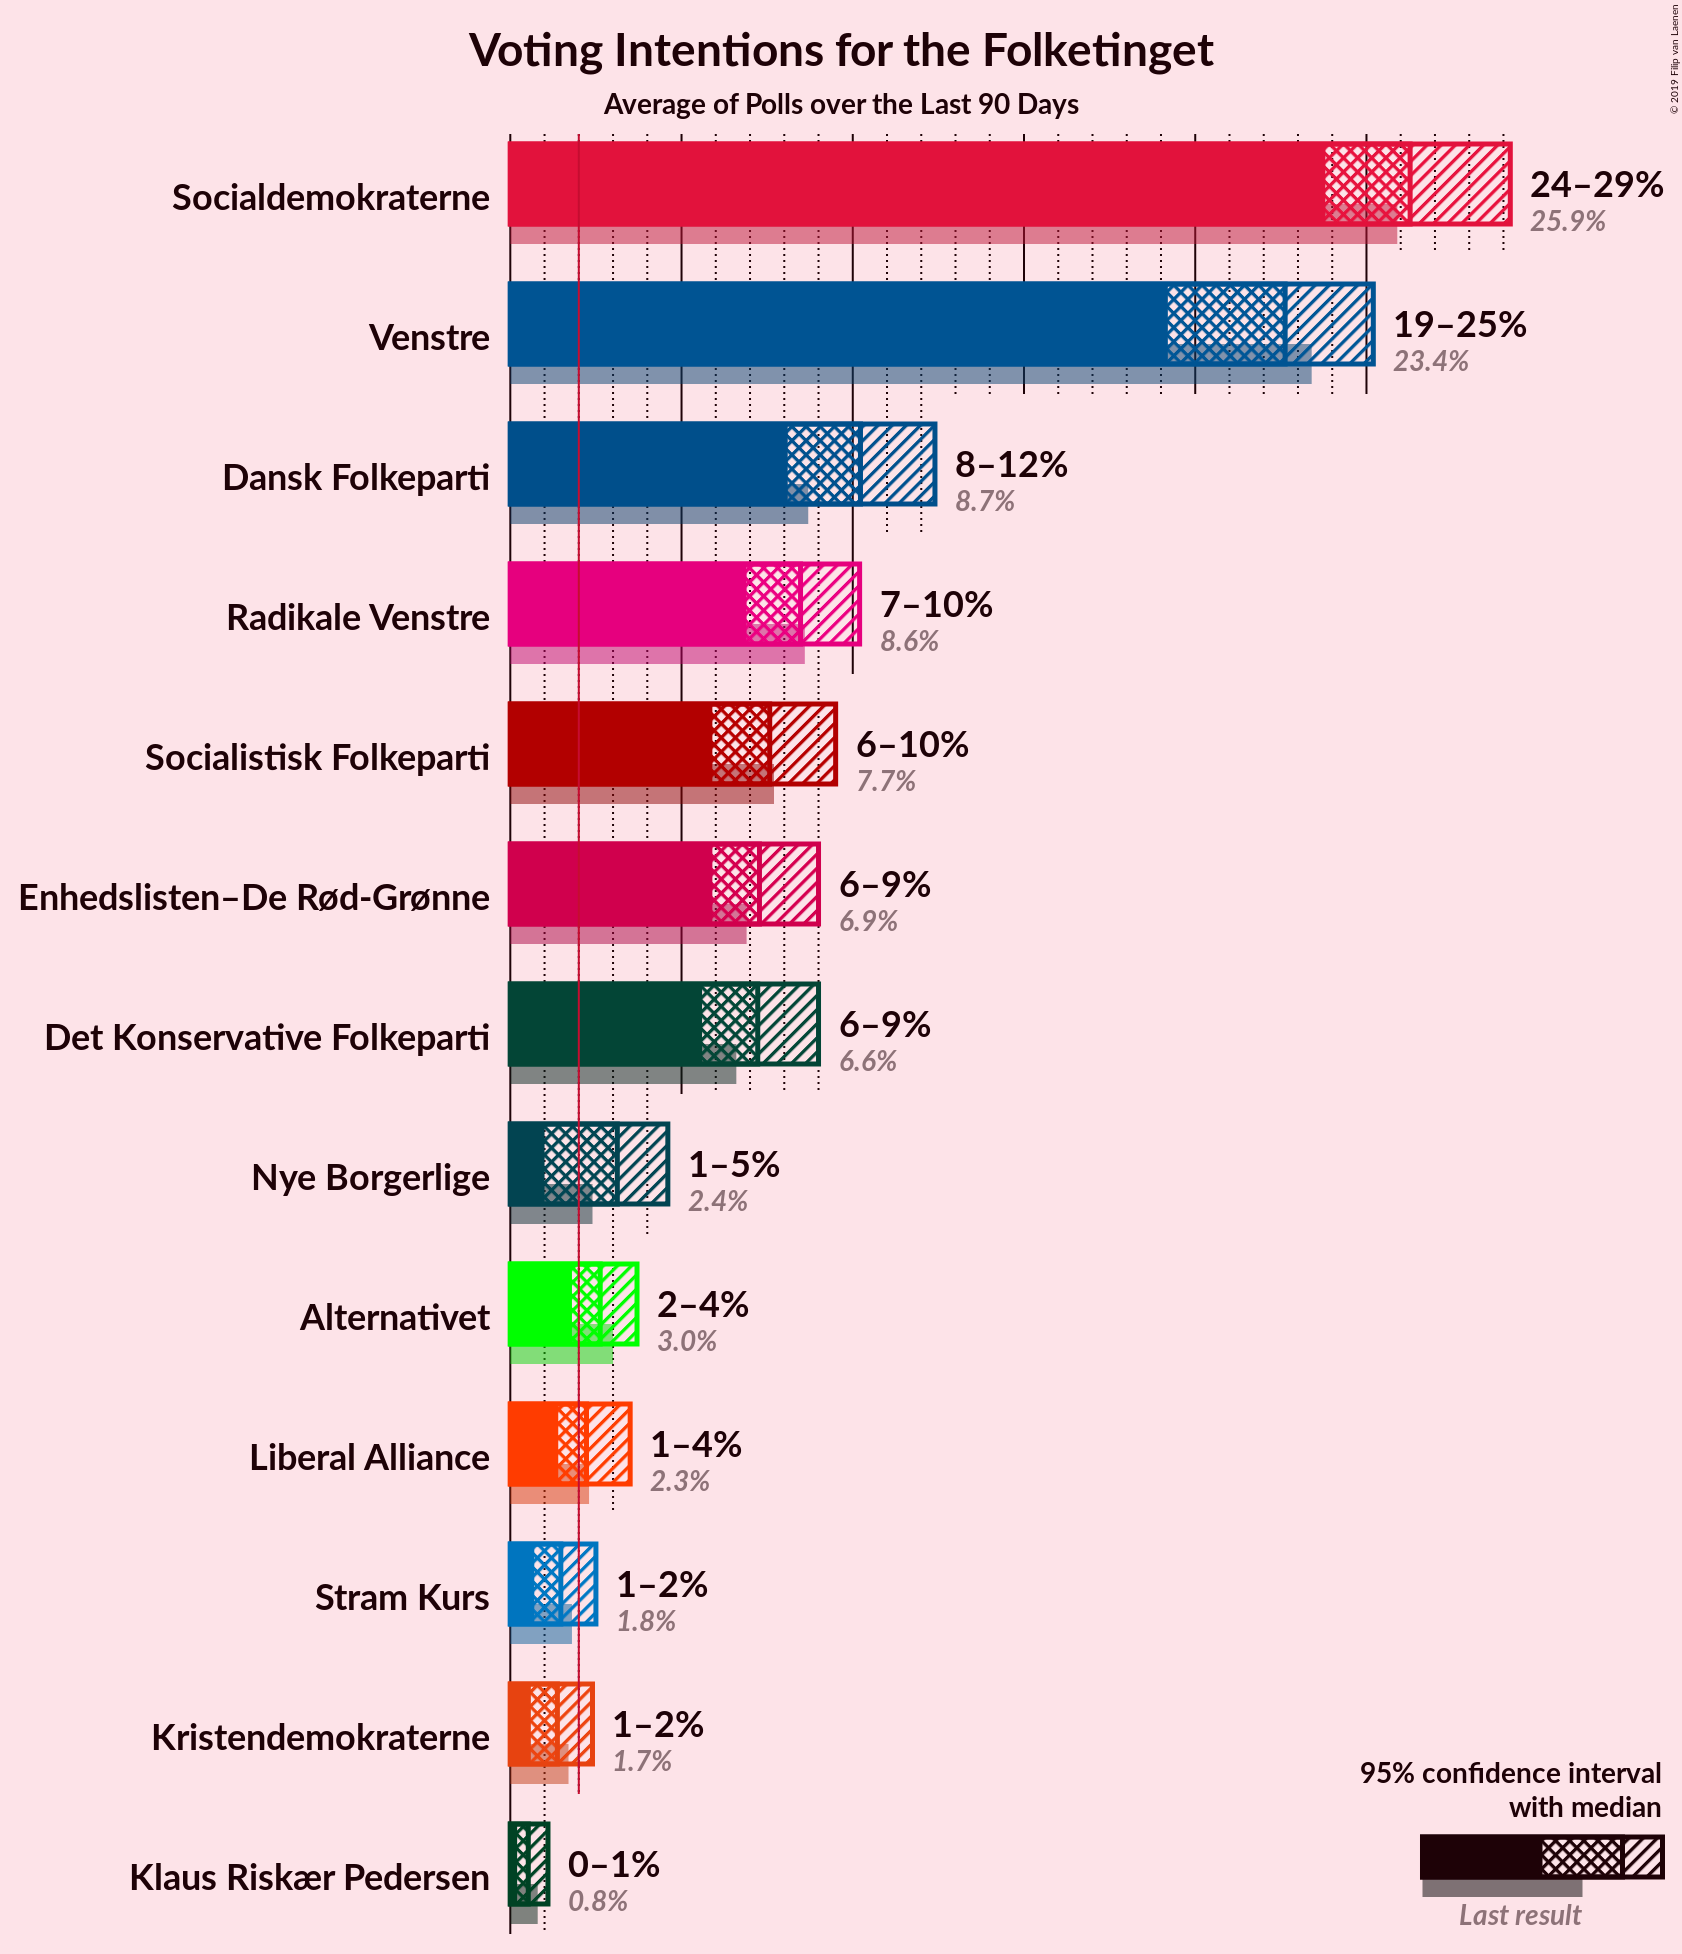 Voting Intentions for the Folketinget
Average of Polls over the Last 90 Days
© 2019 Filip van Laenen
Socialdemokraterne
24–29%
25.9%
Venstre
19–25%
23.4%
Dansk Folkeparti
8–12%
8.7%
Radikale Venstre
7–10%
8.6%
Socialistisk Folkeparti
6–10%
7.7%
Enhedslisten–De Rød-Grønne
6–9%
6.9%
Det Konservative Folkeparti
6–9%
6.6%
Nye Borgerlige
1–5%
2.4%
Alternativet
2–4%
3.0%
Liberal Alliance
1–4%
2.3%
Stram Kurs
1–2%
1.8%
Kristendemokraterne
1–2%
1.7%
Klaus Riskær Pedersen
0–1%
0.8%
95% confidence interval
with median
Last result